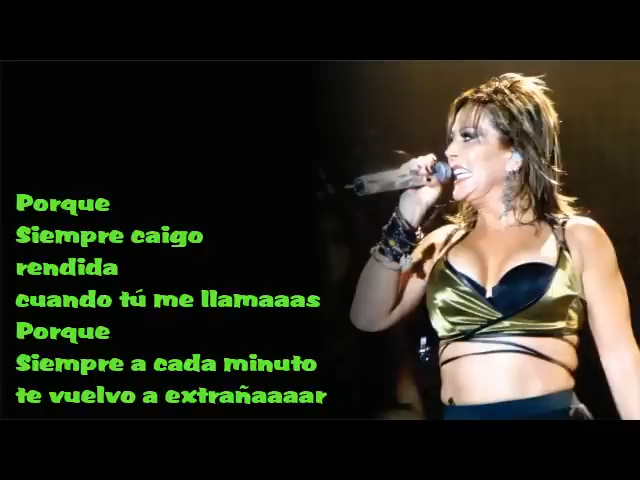 Porque
Siempre caigo
rendida
cuando tú me llamaaas
Porque
Siempre a cada minuto
te vuelvo a extrañaaaar